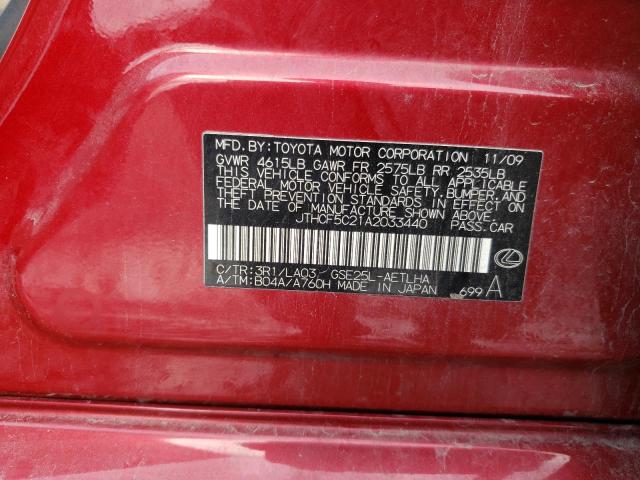 MFD. BY: TOYOTA MOTOR CORPORATION 11/09
GVWR 4615LB GAWR FR 2575LB RR 2535LB
THIS VEHICLE CONFORMS TO ALL APPLICABLE
FEDERAL MOTOR VEHICLE SAFETY, BUMPER, AND
THEFT PREVENTION STANDARDS IN EFFECT ON
THE DATE OF MANUFACTURE SHOWN ABOVE.
JTHCF5C21A2033440 PASS. CAR
C/TR: 3R1/LA03 GSE25L-AETLHA
A/TM: B04A/A760H MADE IN JAPAN 699 A